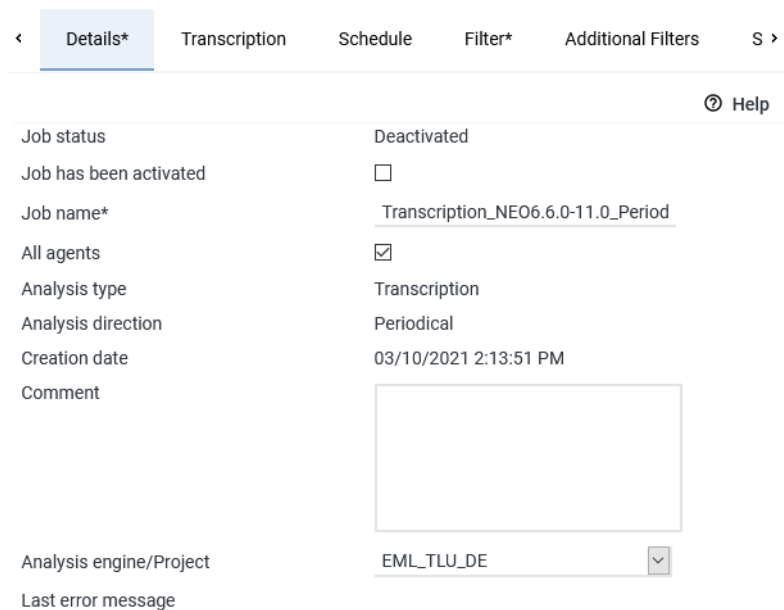 Details* Transcription Schedule Filter* Additional Filters S
Help
Job status Deactivated
Job has been activated
Job name* Transcription_NEO6.6.0-11.0_Period
All agents
Analysis type Transcription
Analysis direction Periodical
Creation date 03/10/2021 2:13:51 PM
Comment
Analysis engine/Project EML_TLU_DE
Last error message